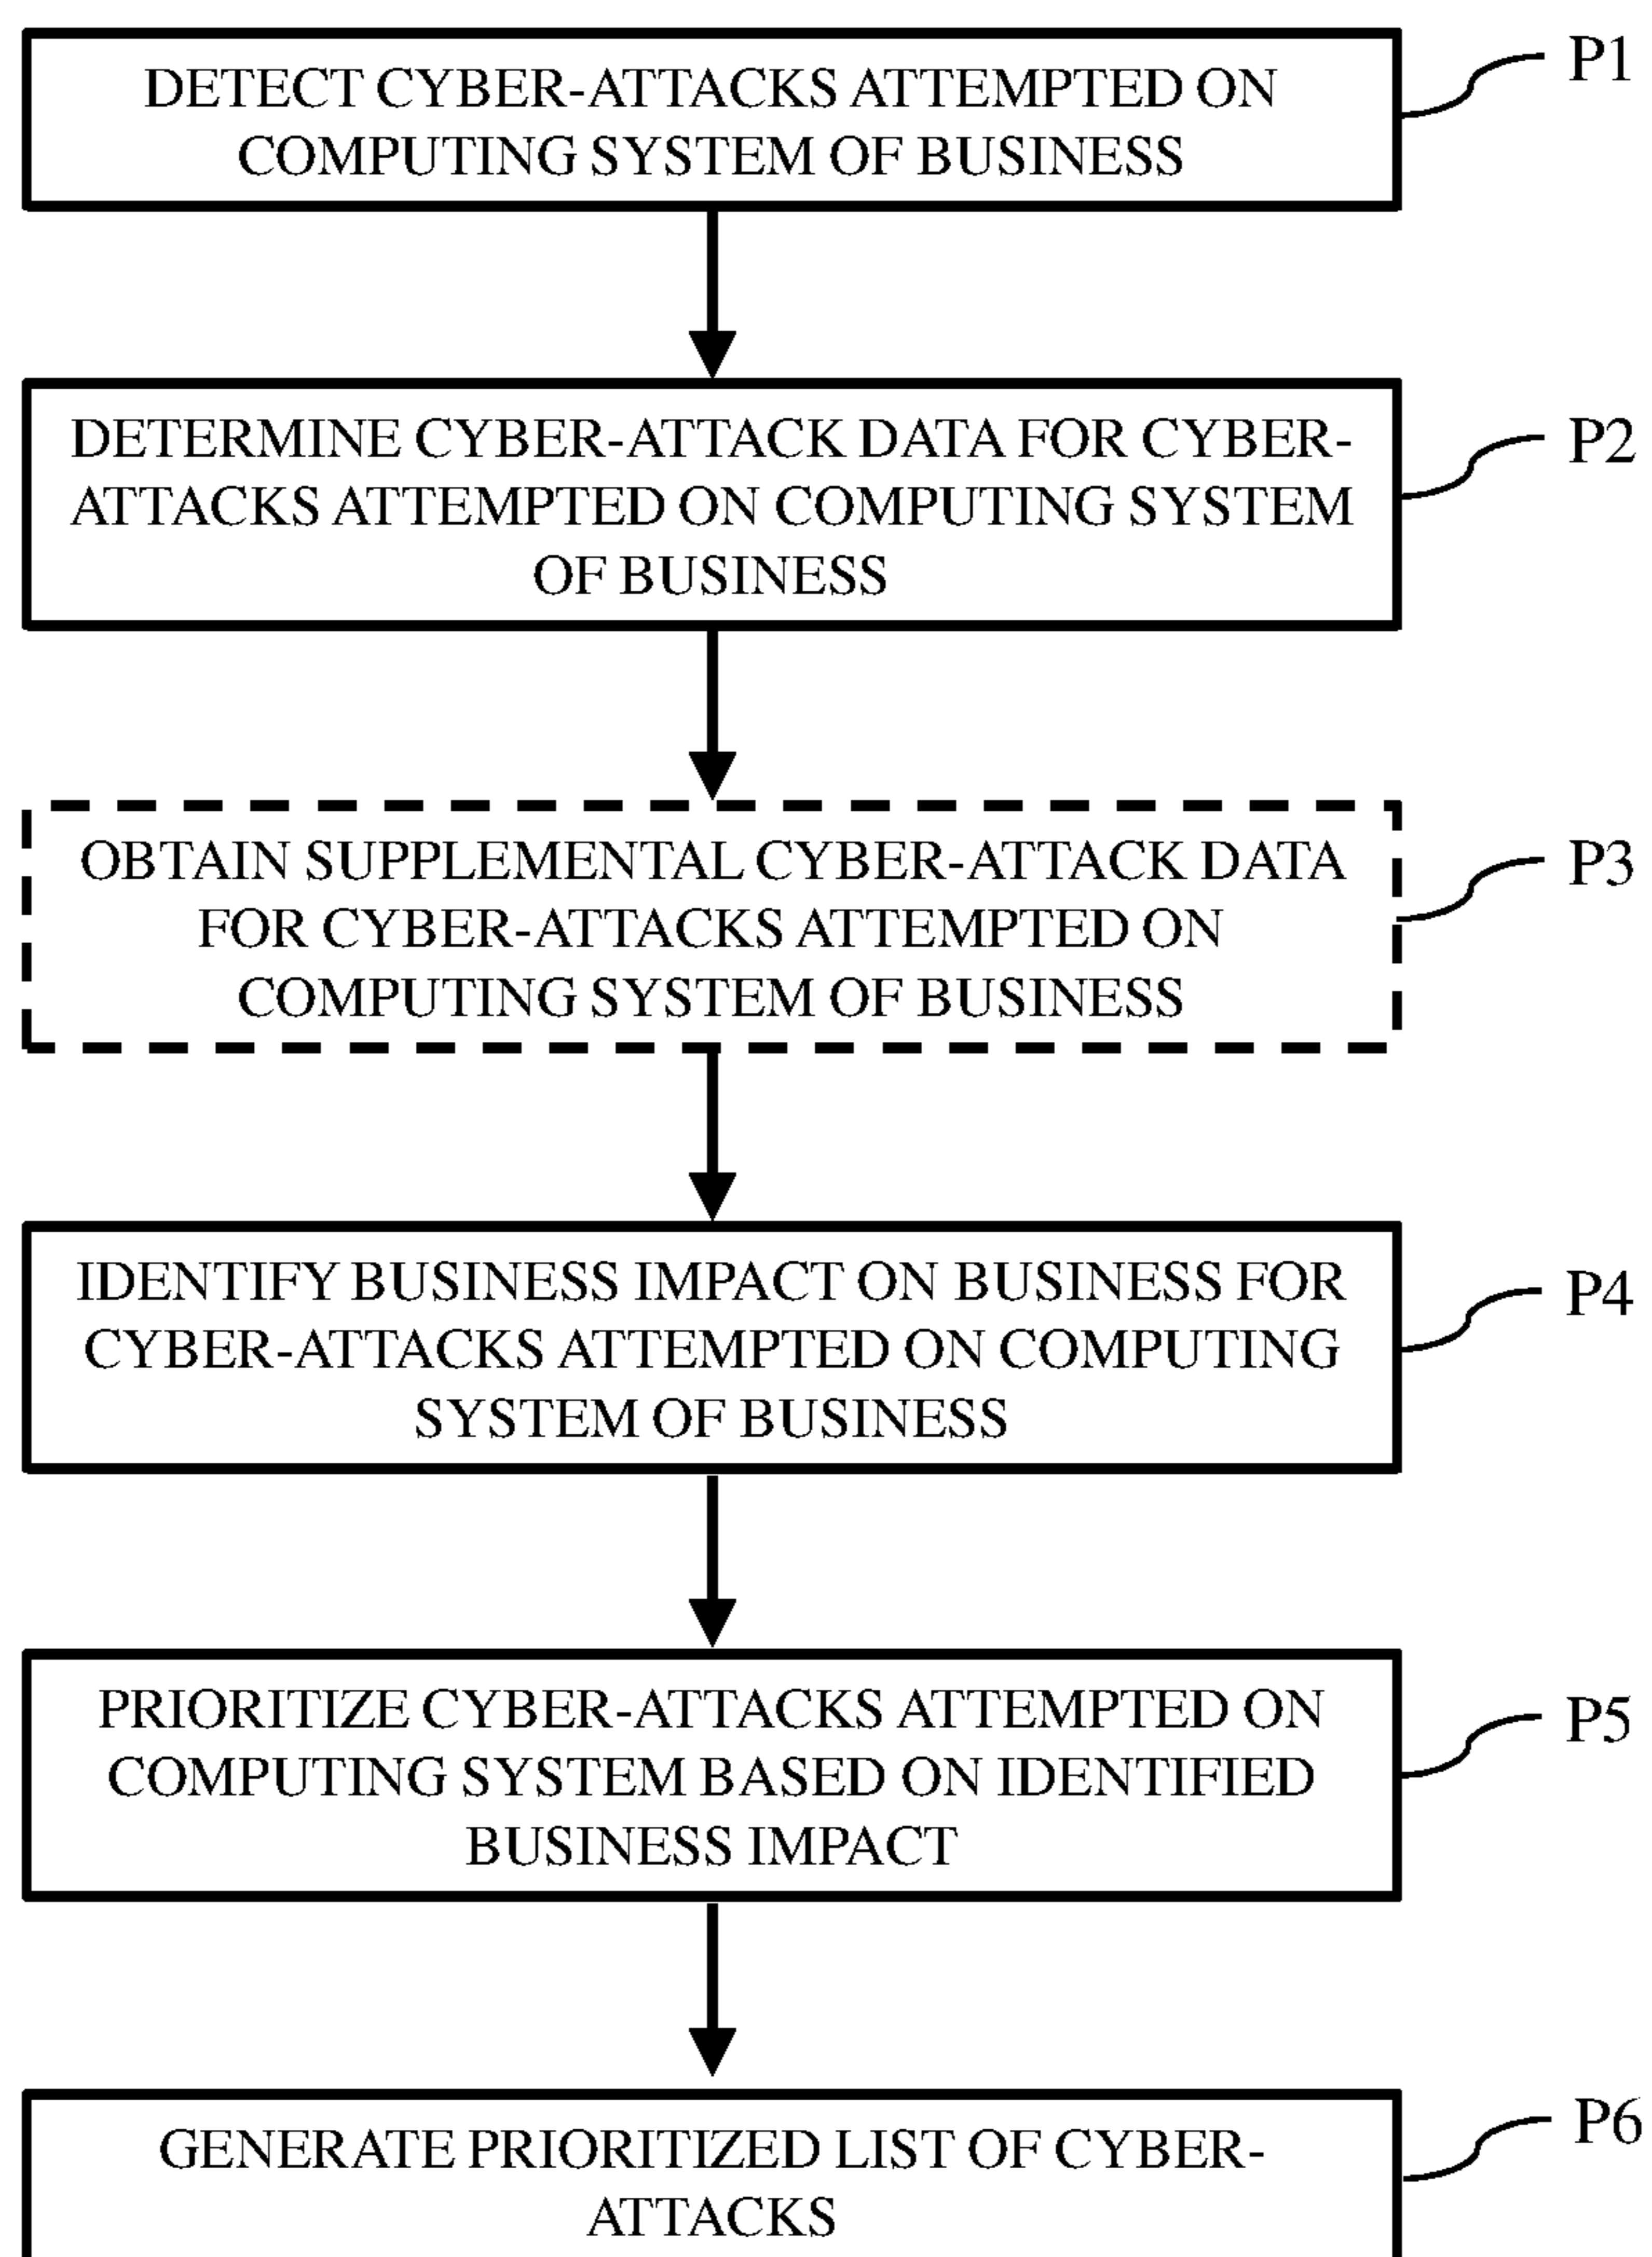 DETECT CYBER-ATTACKS ATTEMPTED ON
COMPUTING SYSTEM OF BUSINESS
P1
DETERMINE CYBER-ATTACK DATA FOR CYBER-
ATTACKS ATTEMPTED ON COMPUTING SYSTEM
OF BUSINESS
P2
OBTAIN SUPPLEMENTAL CYBER-ATTACK DATA
FOR CYBER-ATTACKS ATTEMPTED ON
COMPUTING SYSTEM OF BUSINESS
P3
IDENTIFY BUSINESS IMPACT ON BUSINESS FOR
CYBER-ATTACKS ATTEMPTED ON COMPUTING
SYSTEM OF BUSINESS
P4
PRIORITIZE CYBER-ATTACKS ATTEMPTED ON
COMPUTING SYSTEM BASED ON IDENTIFIED
BUSINESS IMPACT
P5
GENERATE PRIORITIZED LIST OF CYBER-
ATTACKS
P6